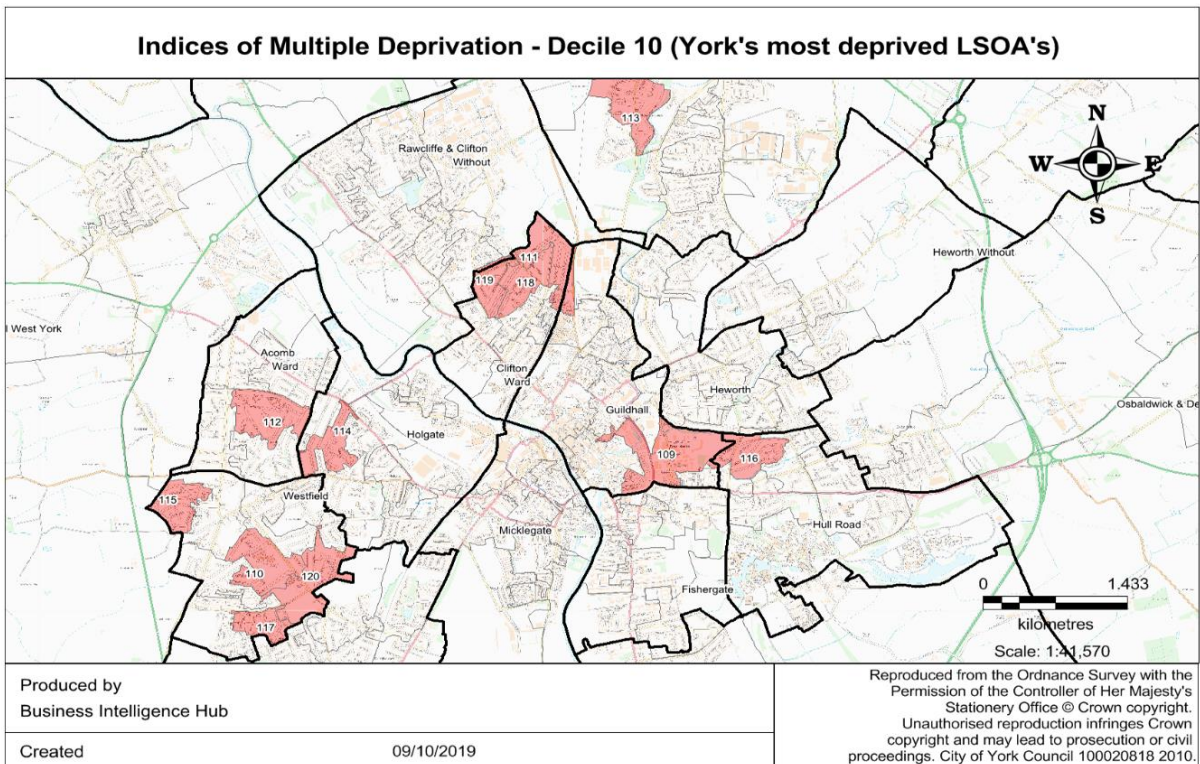 Indices of Multiple Deprivation - Decile 10 (York's most deprived LSOA's)
113
Rawcliffe & Clifton
Without
N
W
E
S
Heworth Without
111
119
118
l West York
Acomb
Ward
Clifton
Ward
Heworth
Guildhall
Osbaldwick & De
112
114
Holgate
109
116
115
Westfield
Micklegate
Hull Road
110
120
117
Fishergate
0
1.433
kilometres
Scale: 1:41,570
Produced by
Business Intelligence Hub
Created
09/10/2019
Reproduced from the Ordnance Survey with the
Permission of the Controller of Her Majesty's
Stationery Office © Crown copyright.
Unauthorised reproduction infringes Crown
copyright and may lead to prosecution or civil
proceedings. City of York Council 100020818 2010.